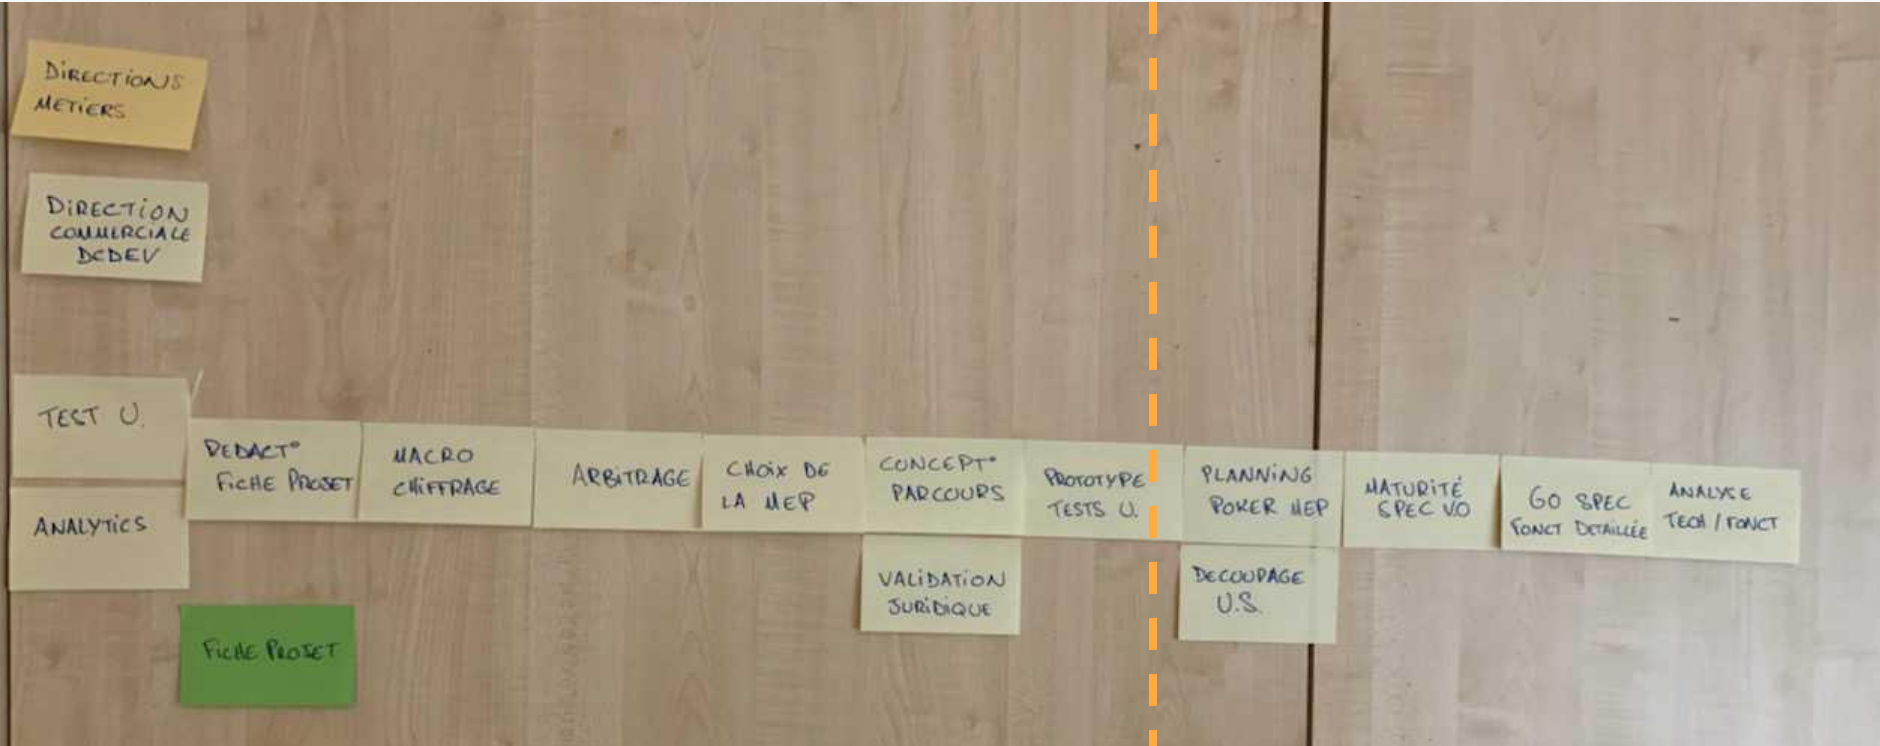 DIRECTIONS
METIERS
DIRECTION
COMMERCIALE
DCDEV
TEST U.
ANALYTICS
REDACT°
FICHE PROJET
MACRO
CHIFFRAGE
ARBITRAGE
CHOIX DE
LA MEP
CONCEPT°
PARCOURS
PROTOTYPE
TESTS U.
PLANNING
POKER MEP
MATURITÉ
SPEC V0
GO SPEC
FONCT DETAILLÉE
ANALYSE
TECH / FONCT
VALIDATION
JURIDIQUE
DECOUPAGE
U.S.
FICHE PROJET